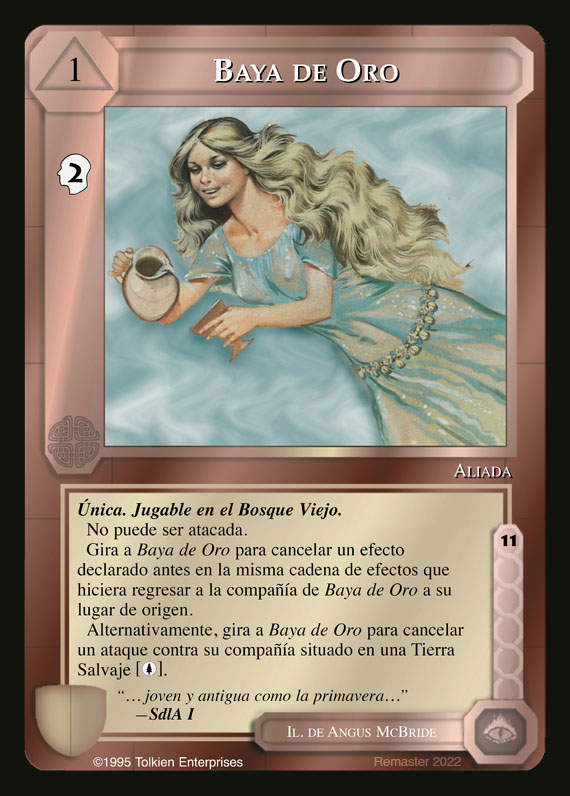 1
BAYA DE ORO
2
ALIADA
Única. Jugable en el Bosque Viejo.
No puede ser atacada.
Gira a Baya de Oro para cancelar un efecto
declarado antes en la misma cadena de efectos que
hiciera regresar a la compañía de Baya de Oro a su
lugar de origen.
Alternativamente, gira a Baya de Oro para cancelar
un ataque contra su compañía situado en una Tierra
Salvaje [ ].
11
“… joven y antigua como la primavera…”
—SdlA I
IL. DE ANGUS MCBRIDE
©1995 Tolkien Enterprises
Remaster 2022